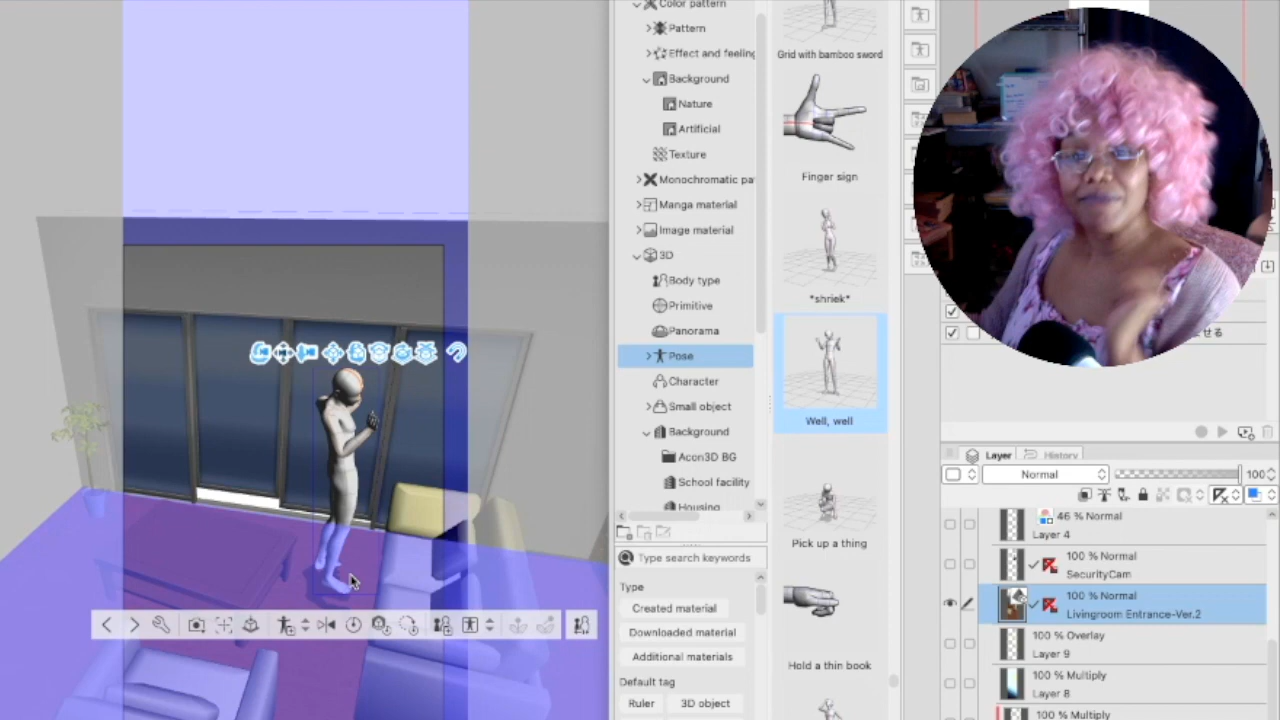 Color pattern
Pattern
Effect and feeling
Background
Nature
Artificial
Texture
Monochromatic pa
Manga material
Image material
3D
Body type
Primitive
Panorama
Pose
Character
Small object
Background
Acon3D BG
School facility
Housing
Type search keywords
Type
Created material
Downloaded material
Additional materials
Default tag
Ruler
3D object
Grid with bamboo sword
Finger sign
*shriek*
Well, well
Pick up a thing
Hold a thin book
せる
Layer
History
Normal
100
46 % Normal
Layer 4
100 % Normal
SecurityCam
100 % Normal
Livingroom Entrance-Ver.2
100 % Overlay
Layer 9
100 % Multiply
Layer 8
100 % Multiply